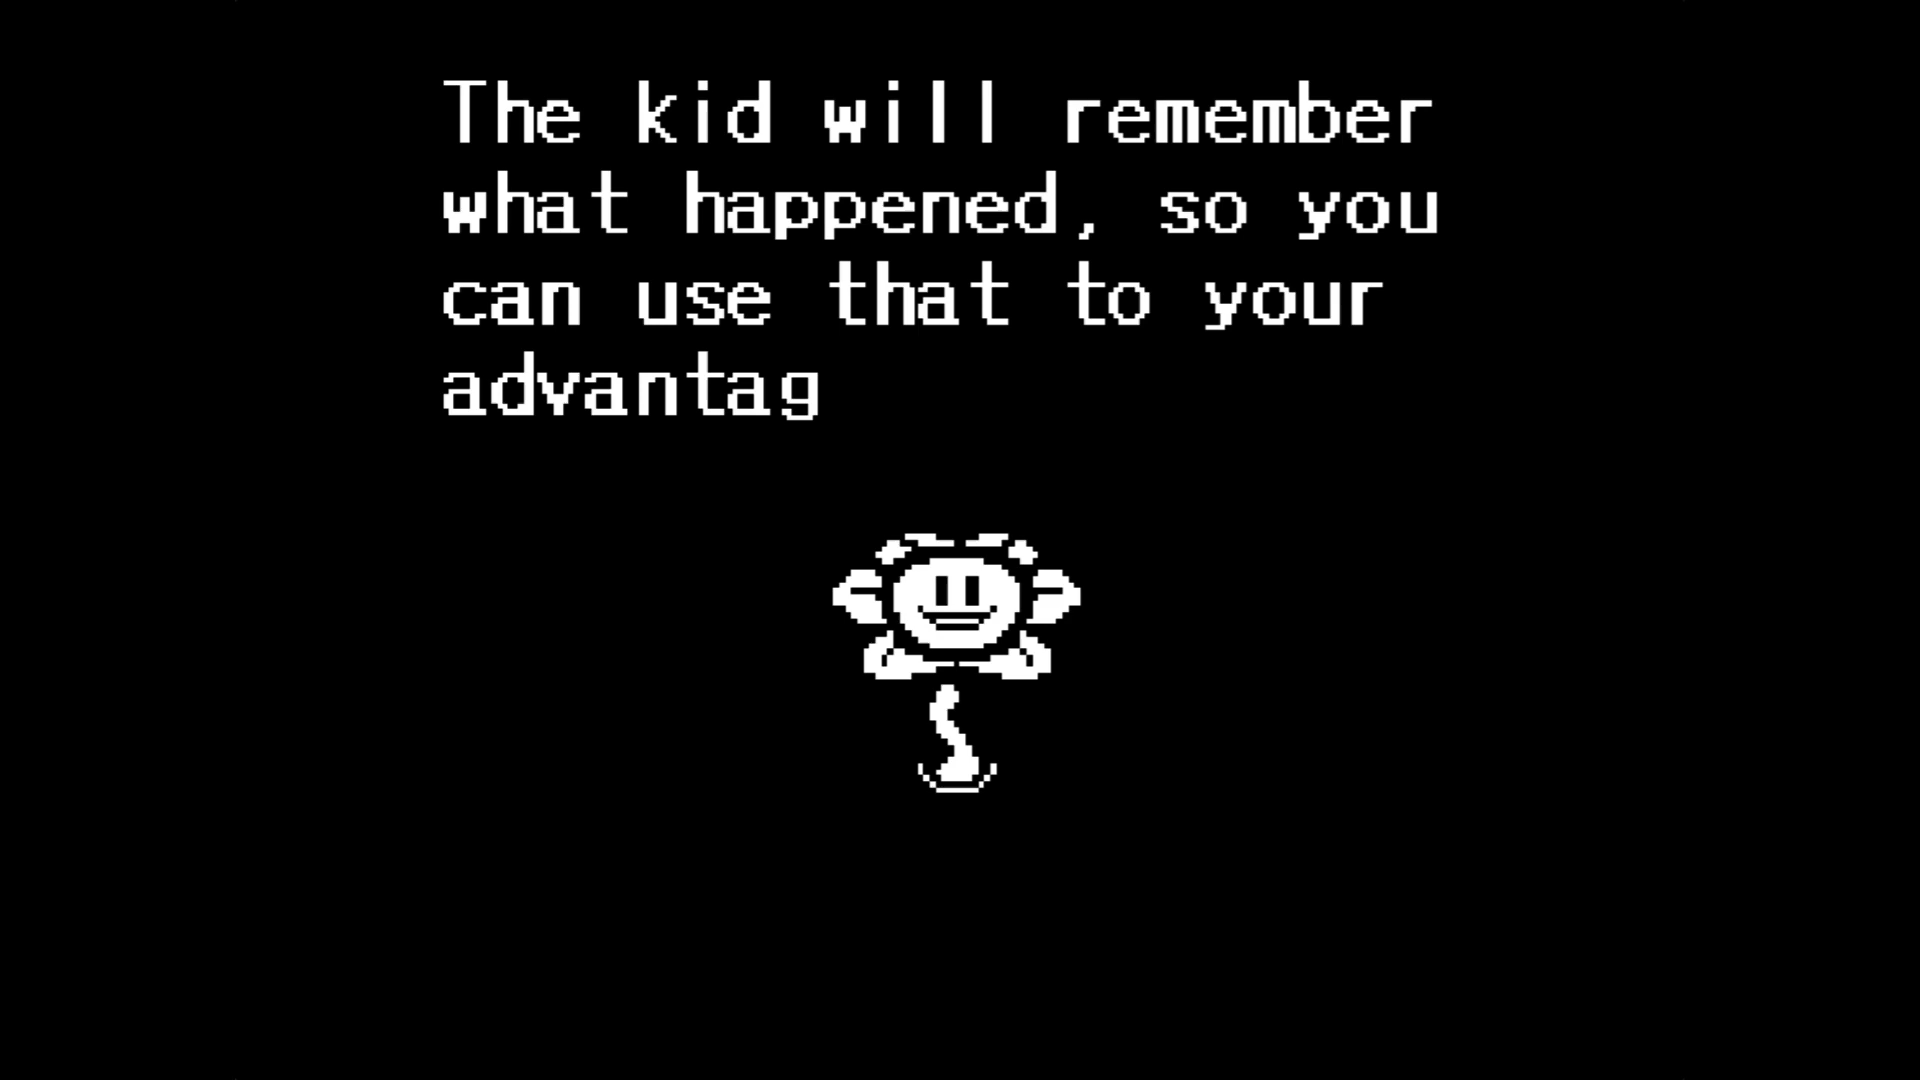 The kid will remember
what happened, so you
can use that to your
advantag